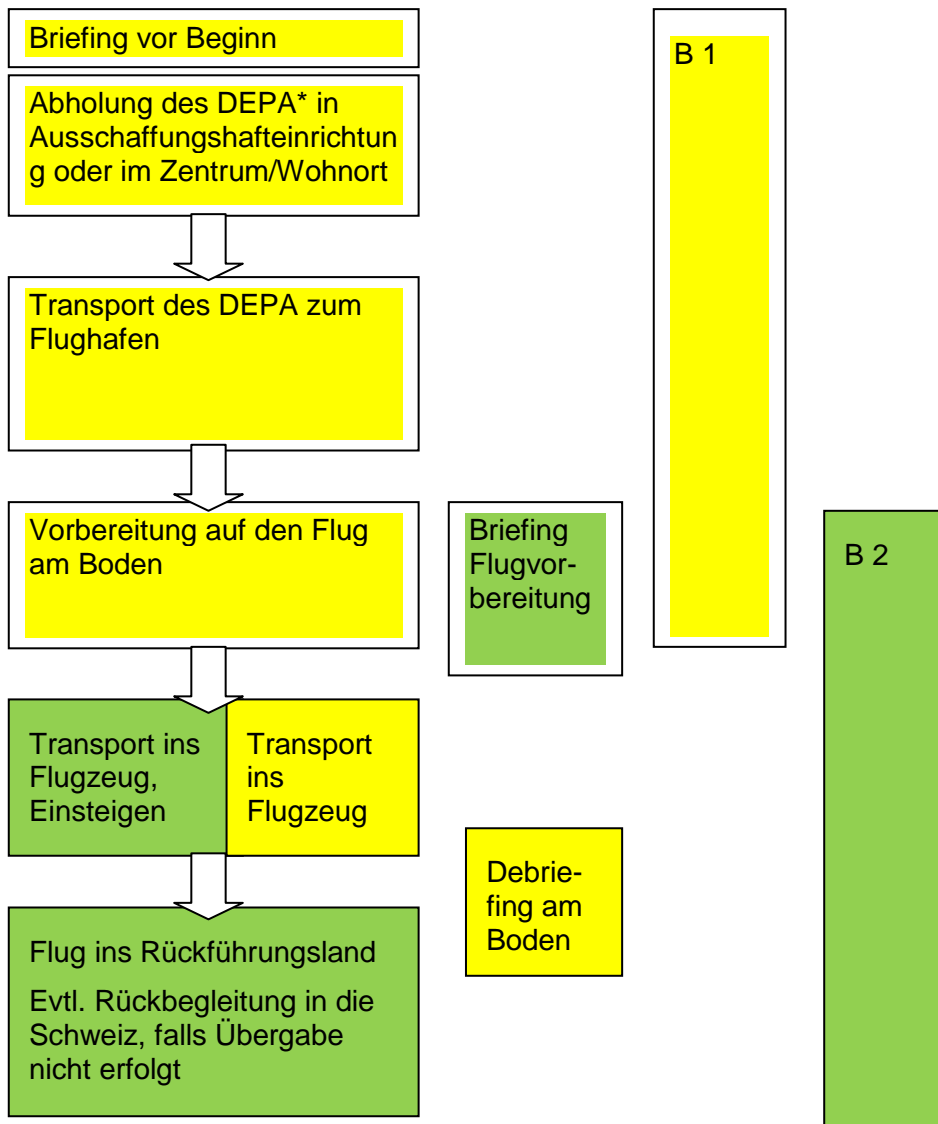 Briefing vor Beginn
B 1
Abholung des DEPA* in
Ausschaffungshafteinrichtun
g oder im Zentrum/Wohnort
Transport des DEPA zum
Flughafen
Vorbereitung auf den Flug
am Boden
Briefing
Flugvor-
bereitung
B 2
Transport ins
Flugzeug,
Einsteigen
Transport
ins
Flugzeug
Debrie-
fing am
Boden
Flug ins Rückführungsland
Evtl. Rückbegleitung in die
Schweiz, falls Übergabe
nicht erfolgt